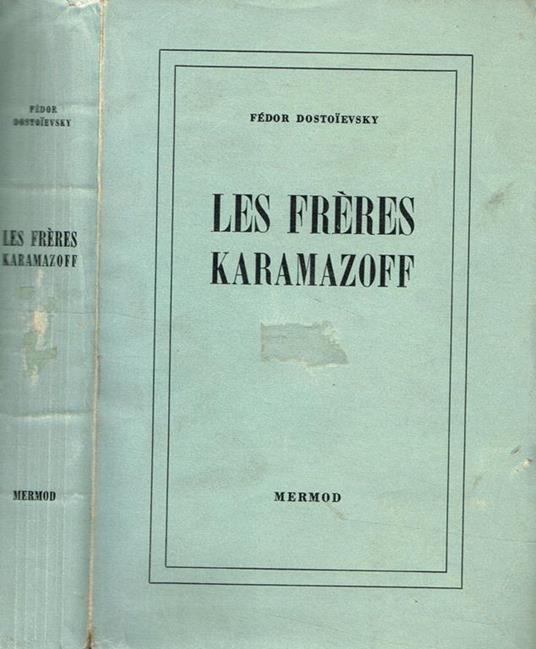 FÉDOR
DOSTOÏEVSKY
LES FRÈRES
KARAMAZOFF
MERMOD
FÉDOR DOSTOÏEVSKY
LES FRÈRES
KARAMAZOFF
MERMOD